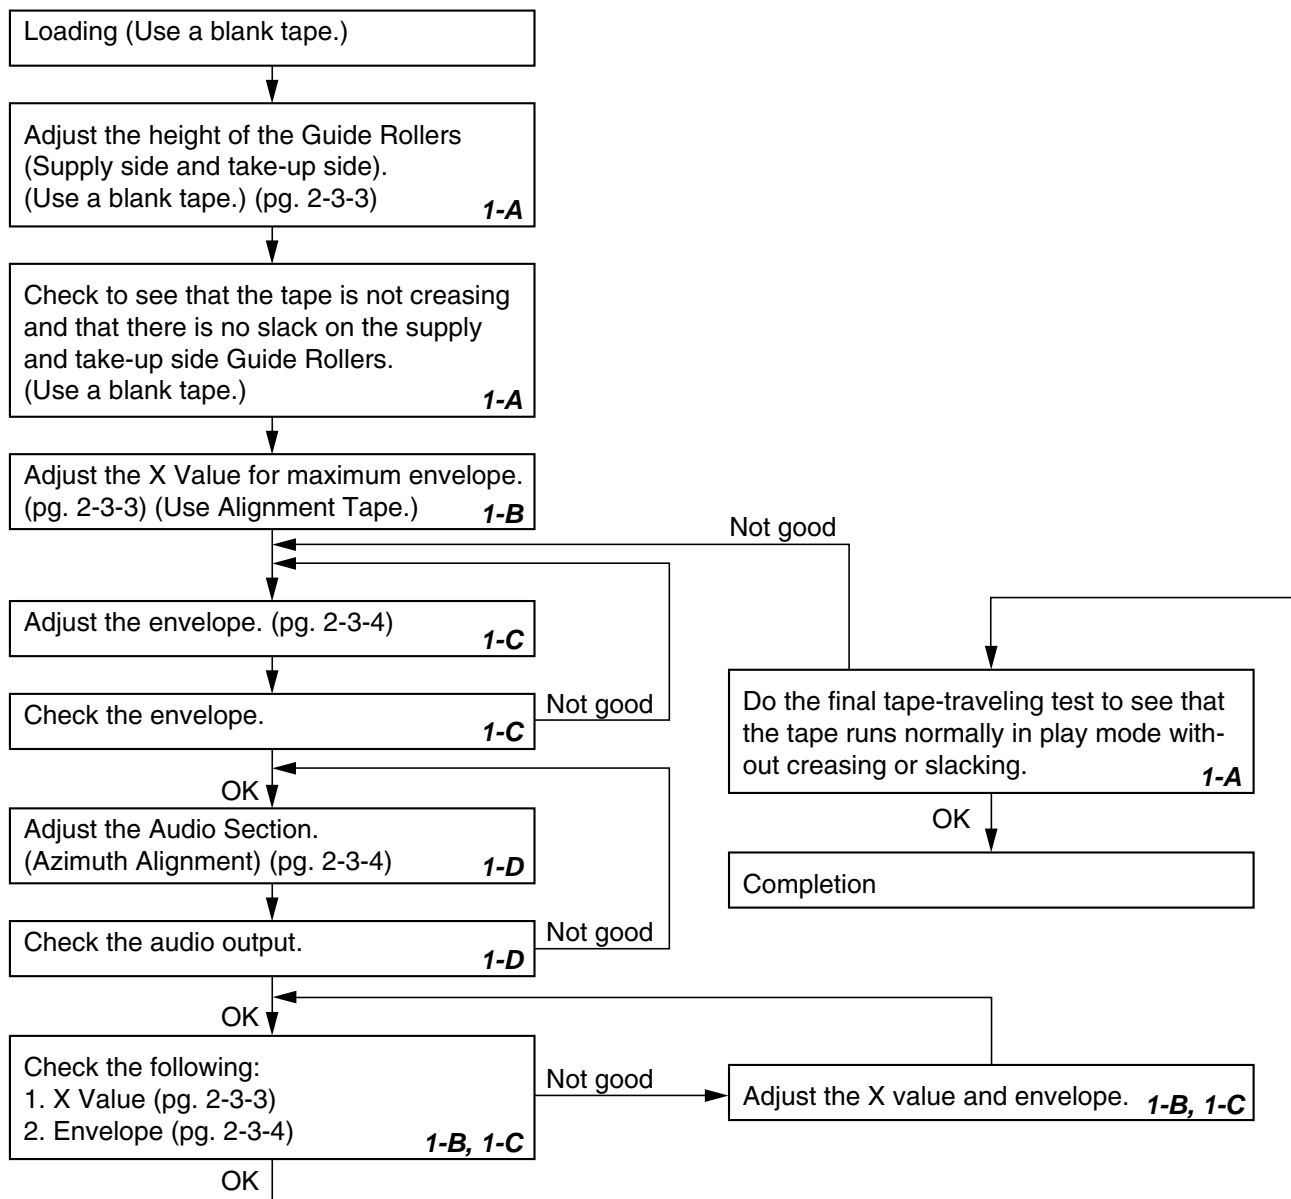 Loading (Use a blank tape.)
Adjust the height of the Guide Rollers
(Supply side and take-up side).
(Use a blank tape.) (pg. 2-3-3)
1-A
Check to see that the tape is not creasing
and that there is no slack on the supply
and take-up side Guide Rollers.
(Use a blank tape.)
1-A
Adjust the X Value for maximum envelope.
(pg. 2-3-3) (Use Alignment Tape.)
1-B
Not good
Adjust the envelope. (pg. 2-3-4)
1-C
Check the envelope.
1-C
Not good
OK
Adjust the Audio Section.
(Azimuth Alignment) (pg. 2-3-4)
1-D
Check the audio output.
1-D
Not good
OK
Check the following:
1. X Value (pg. 2-3-3)
2. Envelope (pg. 2-3-4)
1-B, 1-C
Not good
Adjust the X value and envelope.
1-B, 1-C
OK
Do the final tape-traveling test to see that
the tape runs normally in play mode with-
out creasing or slacking.
1-A
OK
Completion